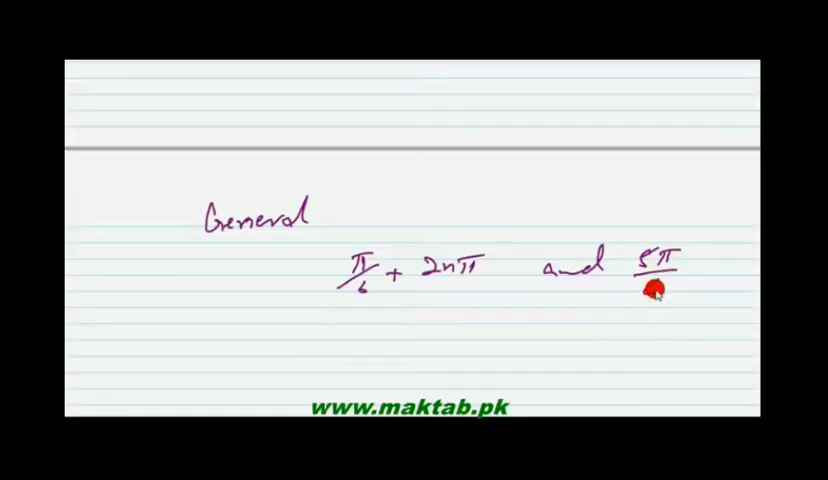 General
π/6 + 2nπ and 5π/
www.maktab.pk